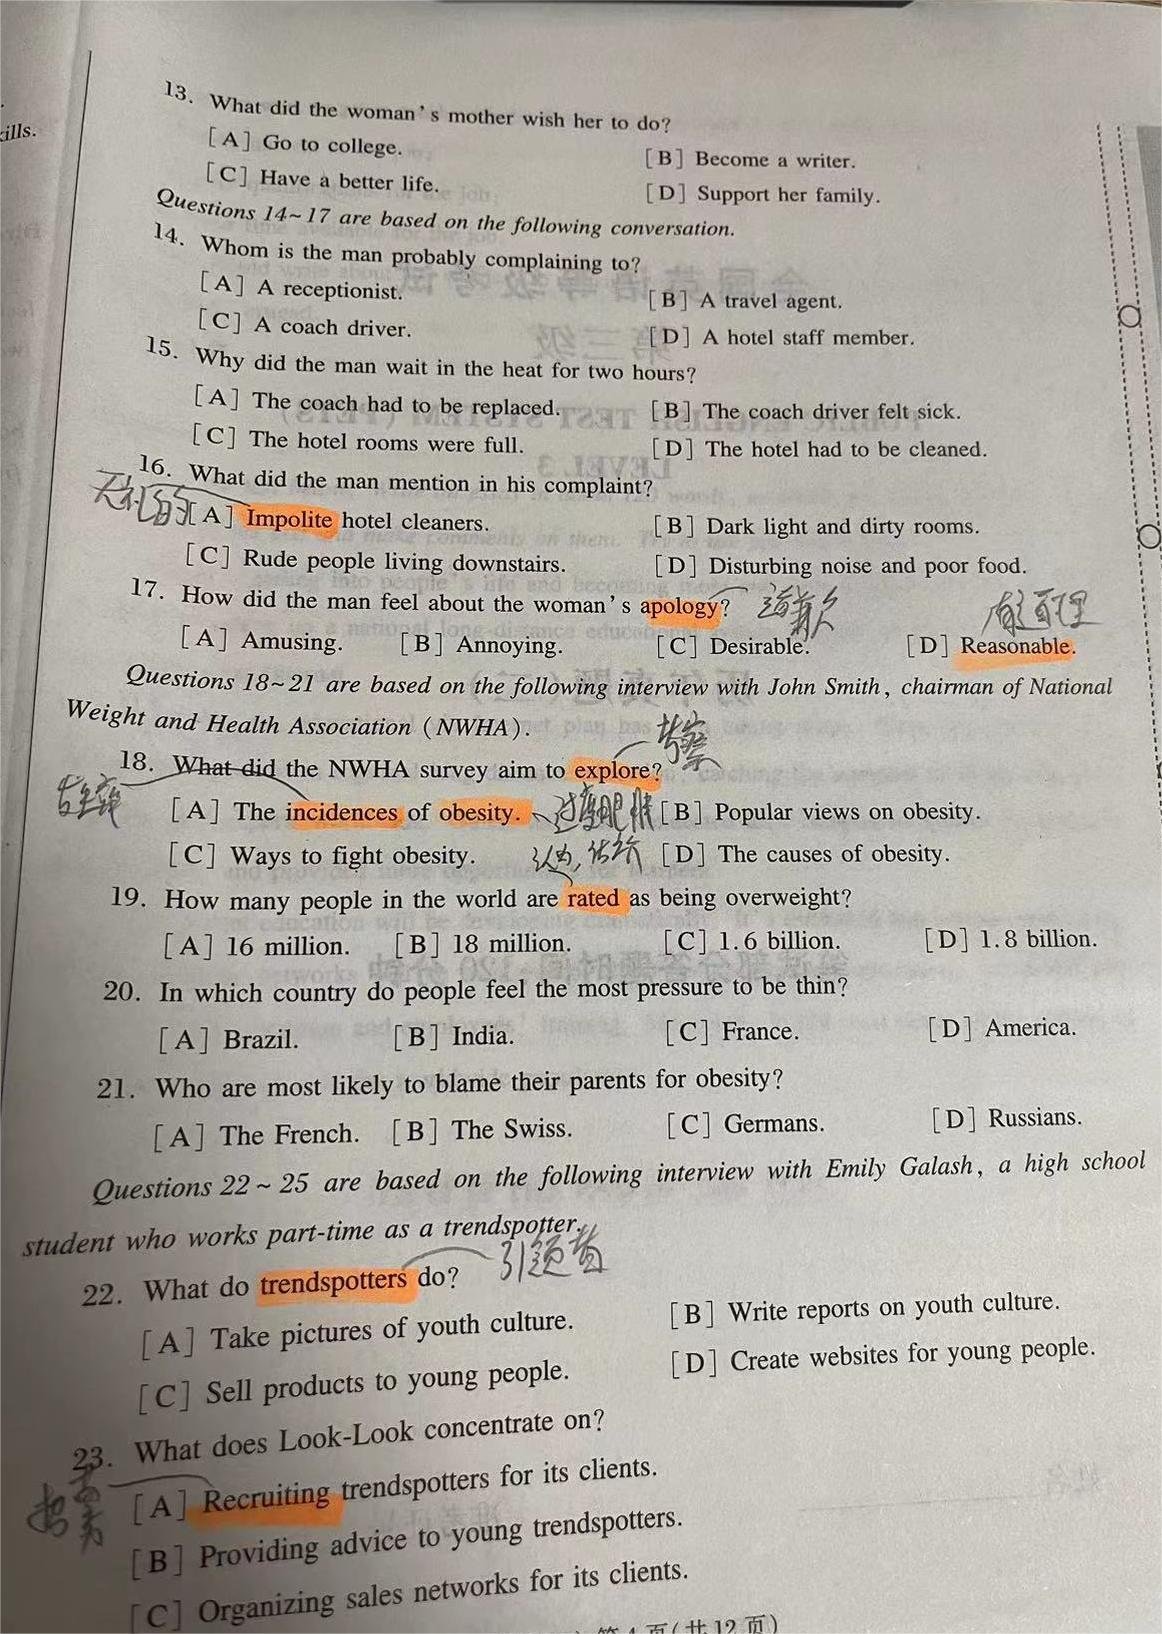 ills.
13. What did the woman's mother wish her to do?
[A] Go to college.
[B] Become a writer.
[C] Have a better life.
[D] Support her family.
Questions 14~17 are based on the following conversation.
14. Whom is the man probably complaining to?
[A] A receptionist.
[B] A travel agent.
[C] A coach driver.
[D] A hotel staff member.
15. Why did the man wait in the heat for two hours?
[A] The coach had to be replaced.
[B] The coach driver felt sick.
[C] The hotel rooms were full.
[D] The hotel had to be cleaned.
16. What did the man mention in his complaint?
无礼的 [A] Impolite hotel cleaners.
[B] Dark light and dirty rooms.
[C] Rude people living downstairs.
[D] Disturbing noise and poor food.
17. How did the man feel about the woman's apology? 道歉
有道理
[A] Amusing. [B] Annoying. [C] Desirable. [D] Reasonable.
Questions 18~21 are based on the following interview with John Smith, chairman of National
Weight and Health Association (NWHA).
考察
18. What did the NWHA survey aim to explore?
发生率 [A] The incidences of obesity. 过度肥胖 [B] Popular views on obesity.
[C] Ways to fight obesity. 认为, [D] The causes of obesity.
19. How many people in the world are rated as being overweight?
[A] 16 million. [B] 18 million. [C] 1.6 billion. [D] 1.8 billion.
20. In which country do people feel the most pressure to be thin?
[A] Brazil. [B] India. [C] France. [D] America.
21. Who are most likely to blame their parents for obesity?
[A] The French. [B] The Swiss. [C] Germans. [D] Russians.
Questions 22~25 are based on the following interview with Emily Galash, a high school
student who works part-time as a trendspotter.
22. What do trendspotters do? 引领者
[A] Take pictures of youth culture.
[B] Write reports on youth culture.
[C] Sell products to young people.
[D] Create websites for young people.
23. What does Look-Look concentrate on?
招募 [A] Recruiting trendspotters for its clients.
[B] Providing advice to young trendspotters.
[C] Organizing sales networks for its clients.
第4页(共12页)